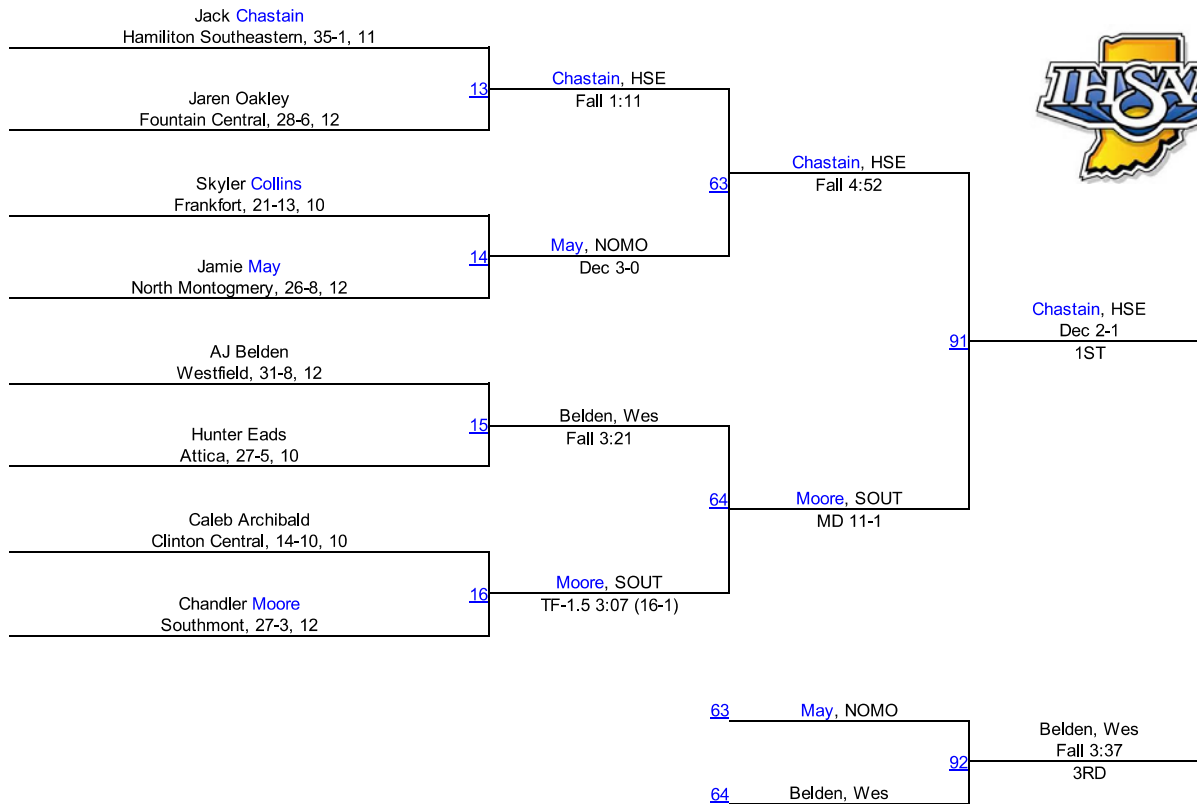 Jack Chastain
Hamiliton Southeastern, 35-1, 11
13
Jaren Oakley
Fountain Central, 28-6, 12
Chastain, HSE
Fall 1:11
Skyler Collins
Frankfort, 21-13, 10
14
Jamie May
North Montogmery, 26-8, 12
May, NOMO
Dec 3-0
63
Chastain, HSE
Fall 4:52
AJ Belden
Westfield, 31-8, 12
15
Hunter Eads
Attica, 27-5, 10
Belden, Wes
Fall 3:21
Caleb Archibald
Clinton Central, 14-10, 10
16
Chandler Moore
Southmont, 27-3, 12
Moore, SOUT
TF-1.5 3:07 (16-1)
64
Moore, SOUT
MD 11-1
91
Chastain, HSE
Dec 2-1
1ST
IHSAA
63
May, NOMO
64
Belden, Wes
92
Belden, Wes
Fall 3:37
3RD